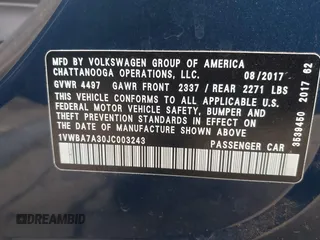 MFD BY VOLKSWAGEN GROUP OF AMERICA
CHATTANOOGA OPERATIONS, LLC. 08/2017
GVWR 4497 GAWR FRONT 2337 / REAR 2271 LBS
THIS VEHICLE CONFORMS TO ALL APPLICABLE U.S.
FEDERAL MOTOR VEHICLE SAFETY, BUMPER AND
THEFT PREVENTION STANDARDS IN EFFECT ON THE
DATE OF MANUFACTURE SHOWN ABOVE.
1VWBA7A30JC003243 PASSENGER CAR
3539450 2017 62
DREAMBID